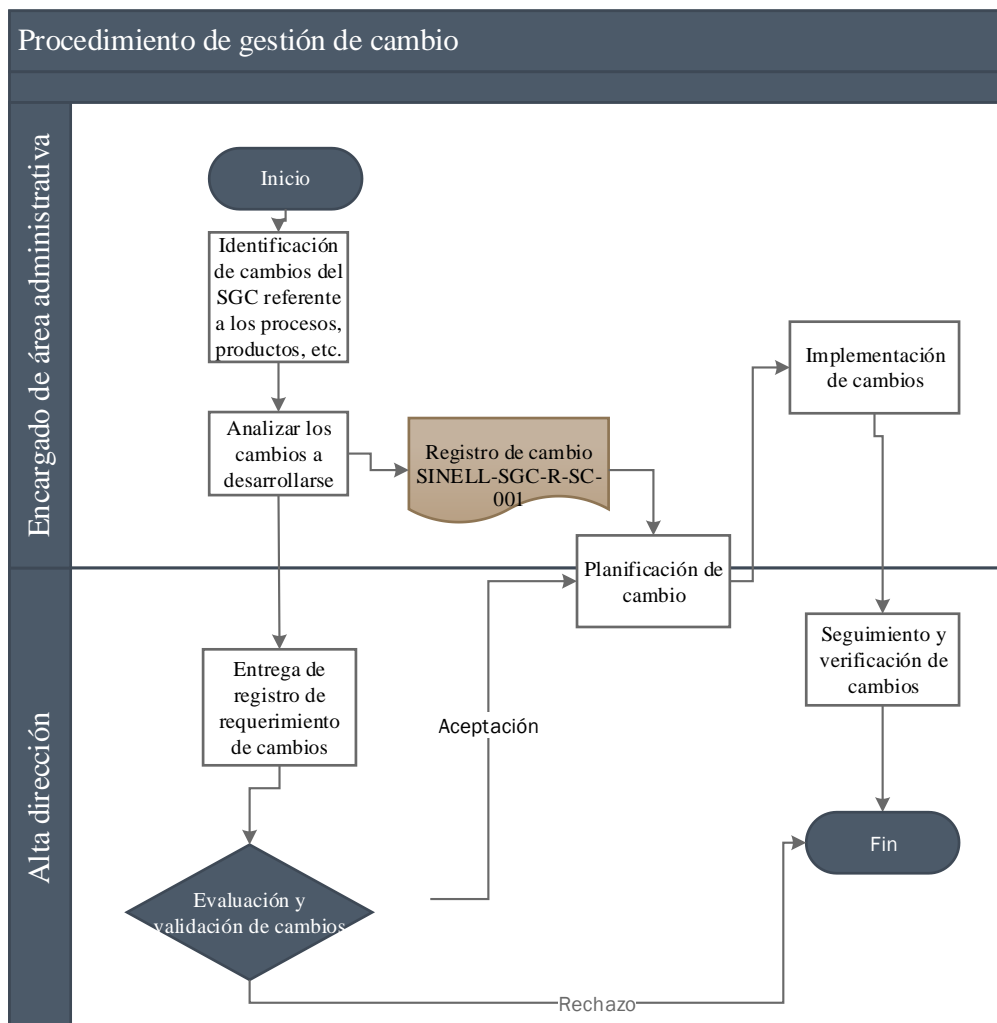 Procedimiento de gestión de cambio
Encargado de área administrativa
Inicio
Identificación
de cambios del
SGC referente
a los procesos,
productos, etc.
Analizar los
cambios a
desarrollarse
Registro de cambio
SINELL-SGC-R-SC-
001
Planificación de
cambio
Implementación
de cambios
Alta dirección
Entrega de
registro de
requerimiento
de cambios
Evaluación y
validación de cambios
Aceptación
Seguimiento y
verificación de
cambios
Fin
Rechazo